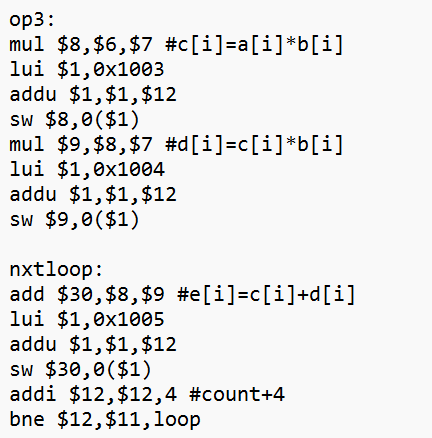 op3:
mul $8,$6,$7 #c[i]=a[i]*b[i]
lui $1,0x1003
addu $1,$1,$12
sw $8,0($1)
mul $9,$8,$7 #d[i]=c[i]*b[i]
lui $1,0x1004
addu $1,$1,$12
sw $9,0($1)

nxtloop:
add $30,$8,$9 #e[i]=c[i]+d[i]
lui $1,0x1005
addu $1,$1,$12
sw $30,0($1)
addi $12,$12,4 #count+4
bne $12,$11,loop